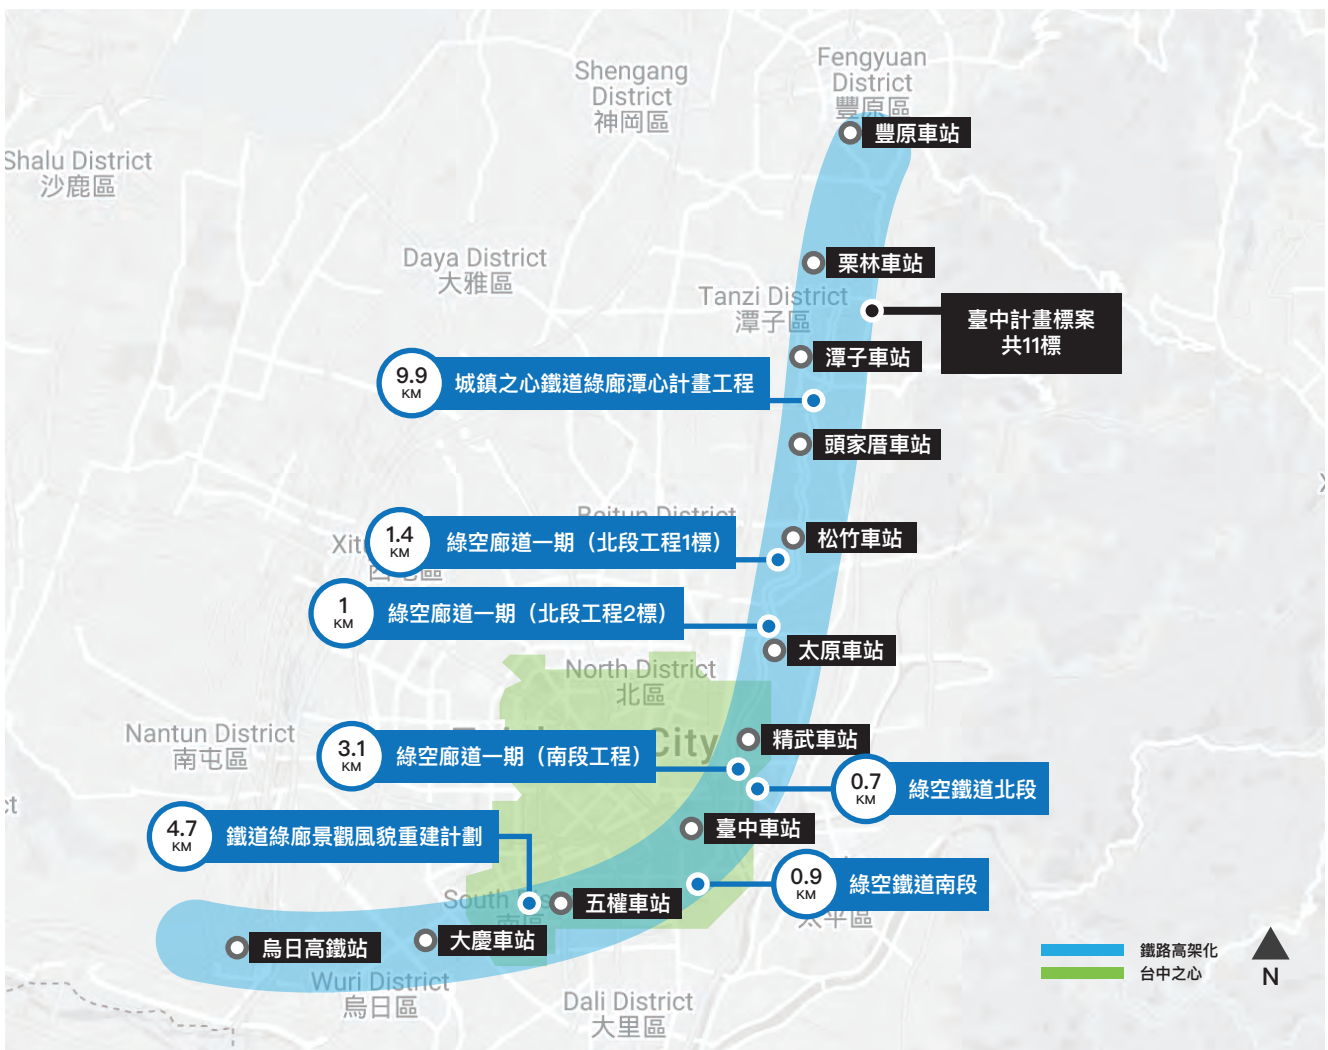 Fengyuan
District
豐原區
Shengang
District
神岡區
豐原車站
Shalu District
沙鹿區
Daya District
大雅區
栗林車站
Tanzi District
潭子區
臺中計畫標案
共11標
潭子車站
9.9
KM
城鎮之心鐵道綠廊潭心計畫工程
頭家厝車站
Beitun District
1.4
KM
綠空廊道一期（北段工程1標）
松竹車站
1
KM
綠空廊道一期（北段工程2標）
太原車站
North District
北區
Nantun District
南屯區
City
精武車站
3.1
KM
綠空廊道一期（南段工程）
0.7
KM
綠空鐵道北段
4.7
KM
鐵道綠廊景觀風貌重建計劃
臺中車站
0.9
KM
綠空鐵道南段
太平區
South
南區
五權車站
大慶車站
烏日高鐵站
Wuri District
烏日區
Dali District
大里區
鐵路高架化
台中之心
N